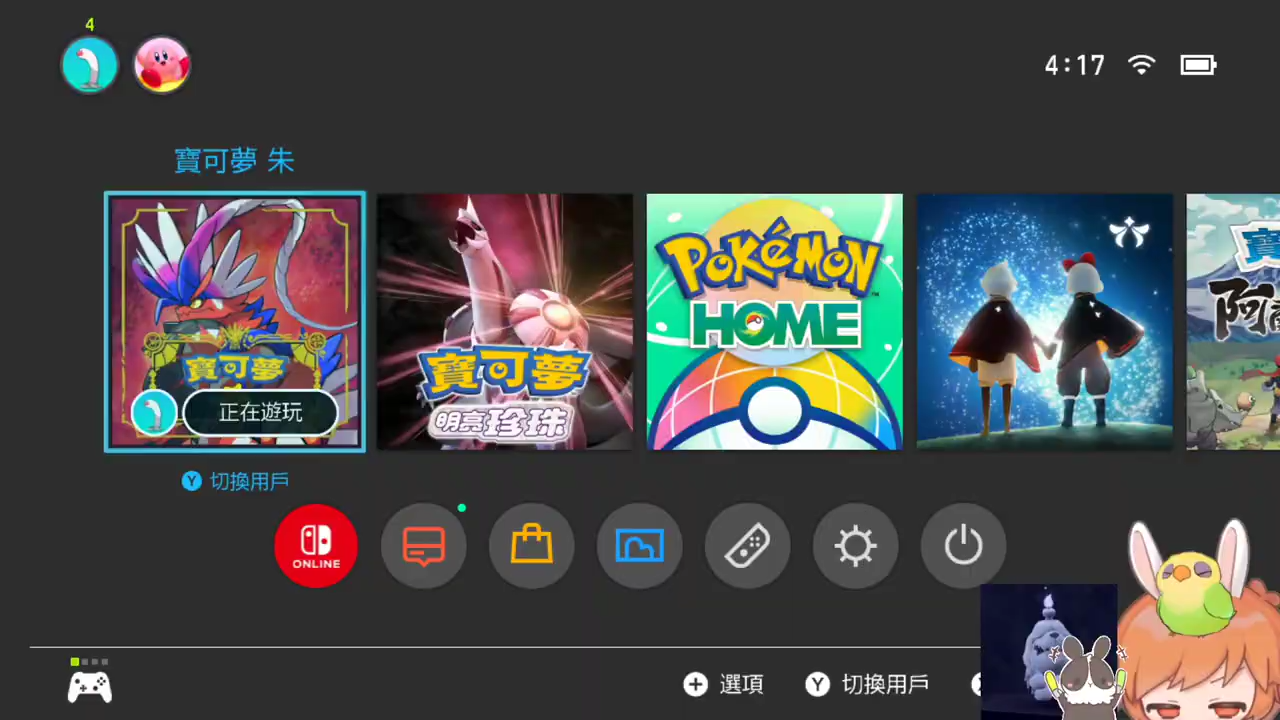 4
4:17
寶可夢 朱
寶可夢
正在遊玩
寶可夢
明亮珍珠
POKÉMON
HOME
寶
阿
Y 切換用戶
ONLINE
+ 選項
Y 切換用戶